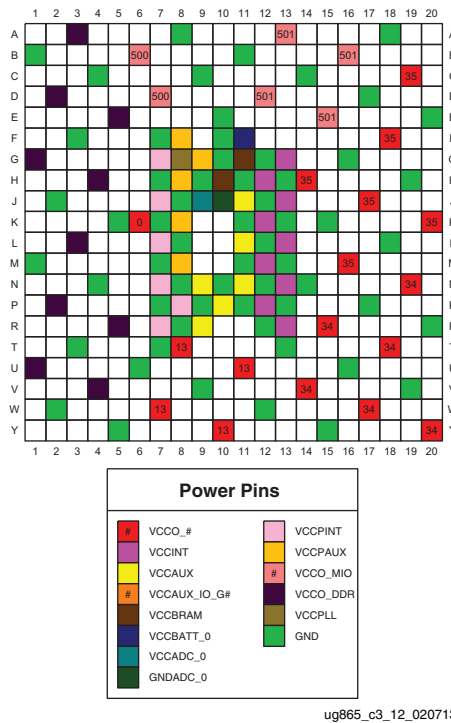 1 2 3 4 5 6 7 8 9 10 11 12 13 14 15 16 17 18 19 20
A 501
B 500 501
C 35
D 500 501
E 501
F 35
G
H 35
J 35
K 0 35
L
M 35
N 34
P
R 34
T 13 34
U 13
V 34
W 13 34
Y 13 34
1 2 3 4 5 6 7 8 9 10 11 12 13 14 15 16 17 18 19 20
Power Pins
# VCCO_#
VCCINT
VCCAUX
# VCCAUX_IO_G#
VCCBRAM
VCCBATT_0
VCCADC_0
GNDADC_0
VCCPINT
VCCPAUX
# VCCO_MIO
VCCO_DDR
VCCPLL
GND
ug865_c3_12_020713